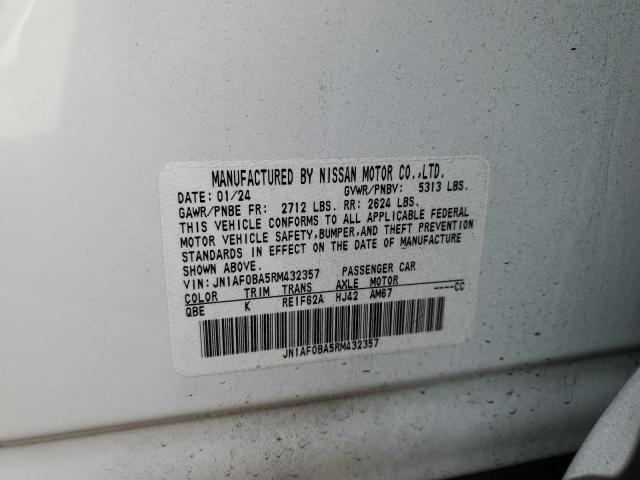 MANUFACTURED BY NISSAN MOTOR CO.,LTD.
DATE: 01/24 GVWR/PNBV: 5313 LBS.
GAWR/PNBE FR: 2712 LBS. RR: 2624 LBS.
THIS VEHICLE CONFORMS TO ALL APPLICABLE FEDERAL
MOTOR VEHICLE SAFETY,BUMPER,AND THEFT PREVENTION
STANDARDS IN EFFECT ON THE DATE OF MANUFACTURE
SHOWN ABOVE.
VIN: JN1AF0BA5RM432357 PASSENGER CAR
COLOR TRIM TRANS AXLE MOTOR ----CC
QBE K RE1F62A HJ42 AM67
JN1AF0BA5RM432357